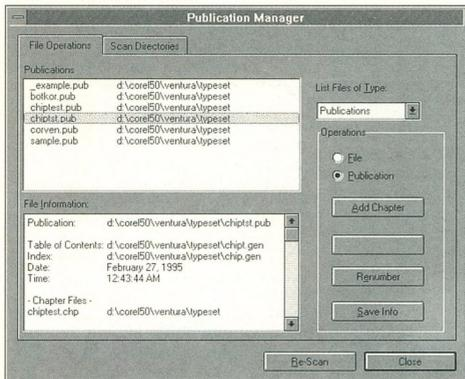 Publication Manager
File Operations
Scan Directories
Publications
_example.pub d:\corel50\ventura\typeset
botkor.pub d:\corel50\ventura\typeset
chiptest.pub d:\corel50\ventura\typeset
chiptst.pub d:\corel50\ventura\typeset
corven.pub d:\corel50\ventura\typeset
sample.pub d:\corel50\ventura\typeset
List Files of Type:
Publications
Operations
File
Publication
Add Chapter
Renumber
Save Info
File Information:
Publication: d:\corel50\ventura\typeset\chiptst.pub
Table of Contents: d:\corel50\ventura\typeset\chipt.gen
Index: d:\corel50\ventura\typeset\chip.gen
Date: February 27, 1995
Time: 12:43:44 AM
- Chapter Files -
chiptest.chp d:\corel50\ventura\typeset
Re-Scan
Close